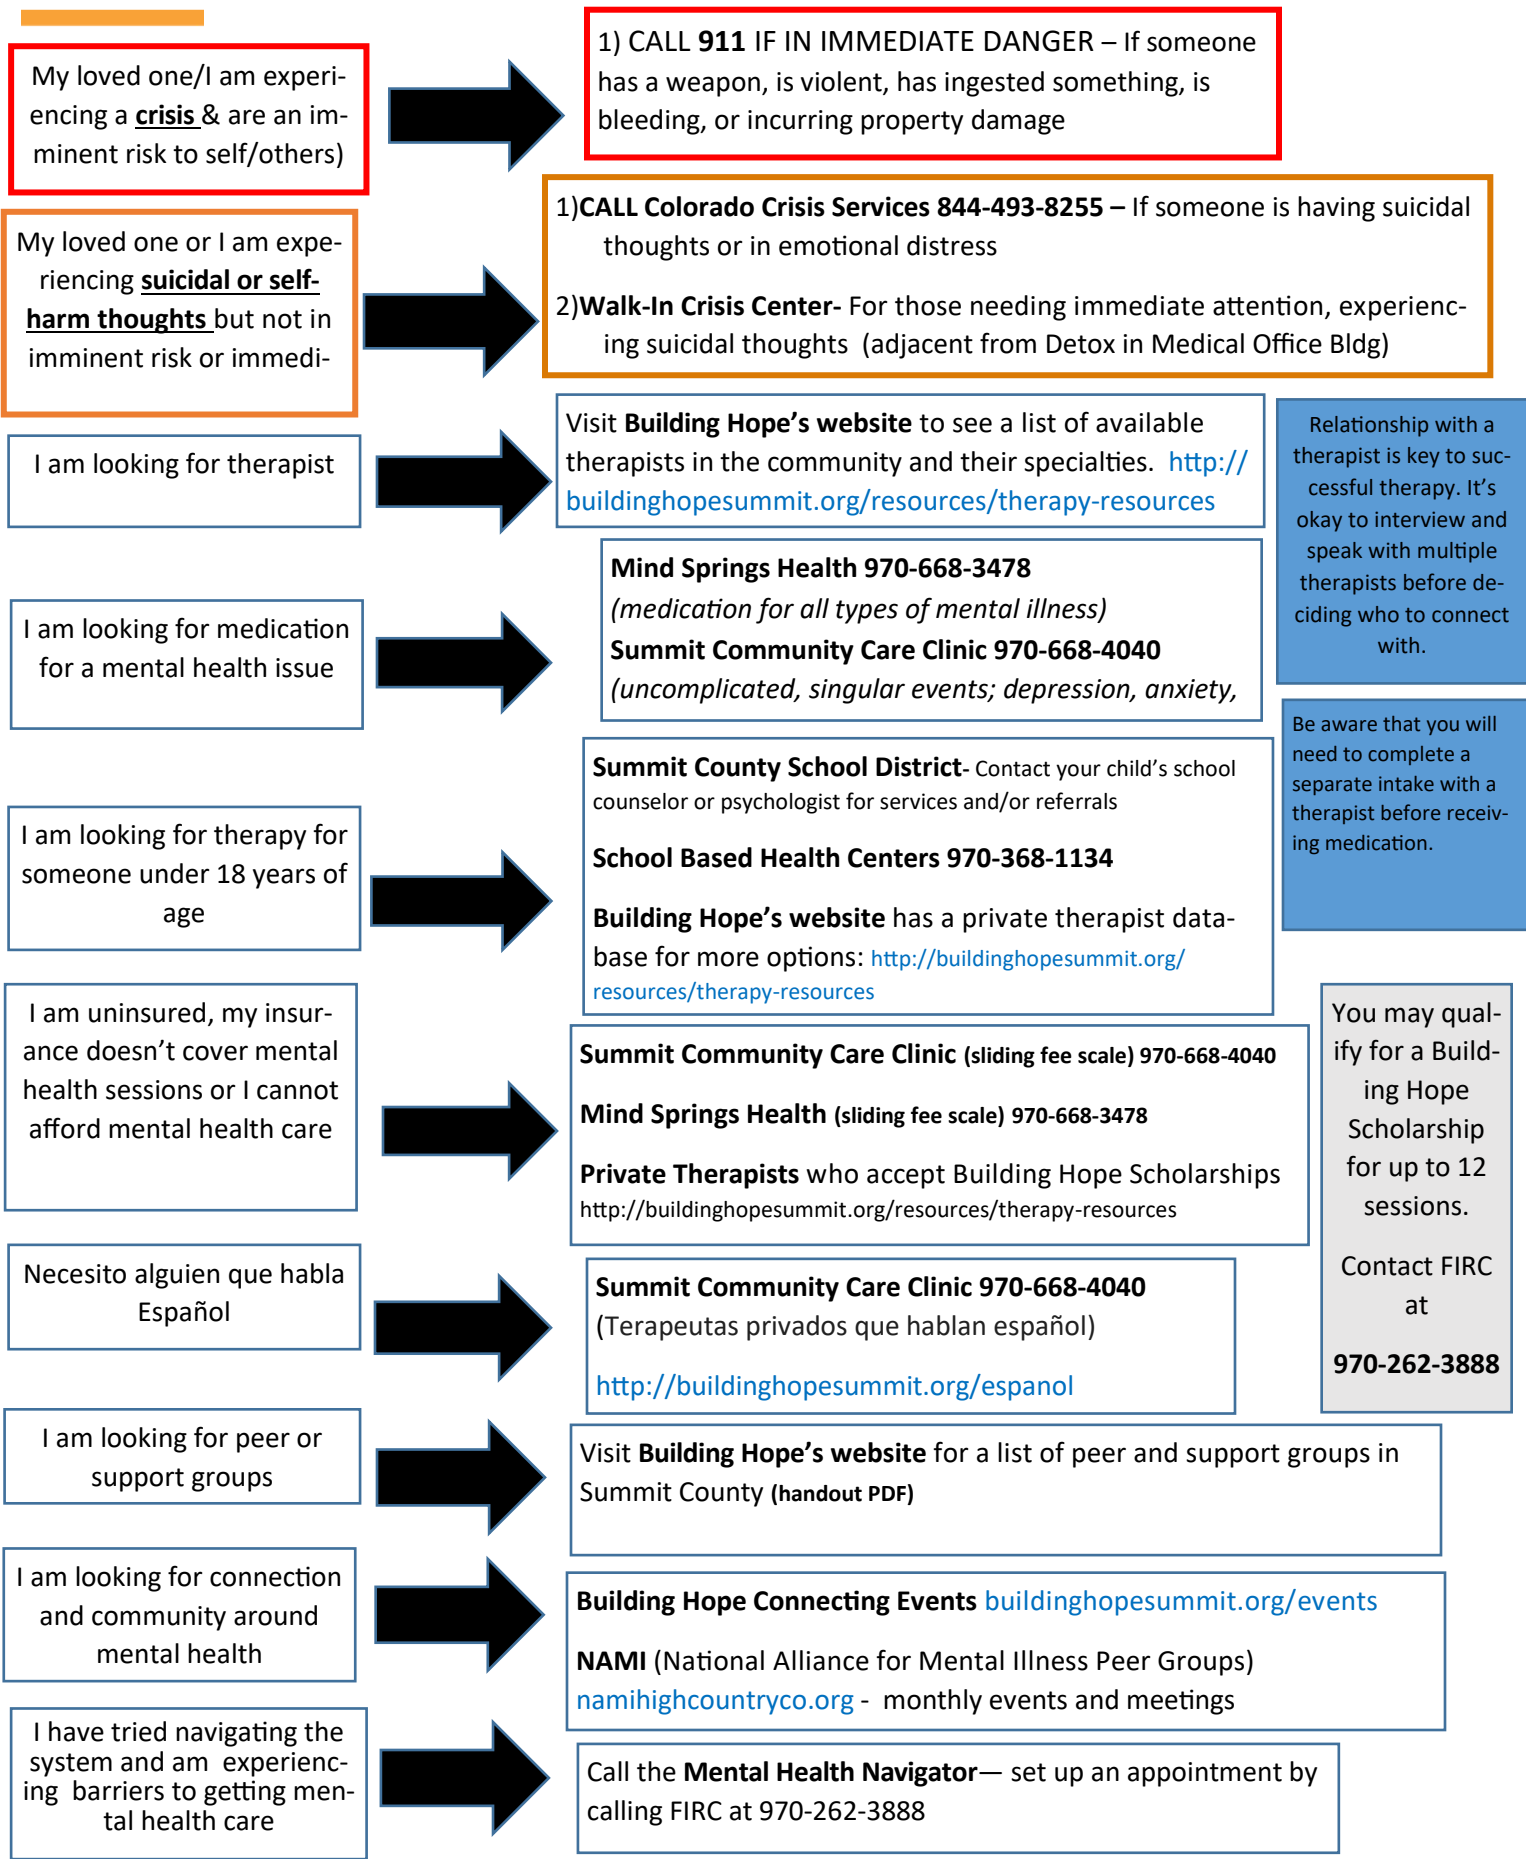 My loved one/I am experi-
encing a crisis & are an im-
minent risk to self/others)
1) CALL 911 IF IN IMMEDIATE DANGER – If someone
has a weapon, is violent, has ingested something, is
bleeding, or incurring property damage
My loved one or I am expe-
riencing suicidal or self-
harm thoughts but not in
imminent risk or immedi-
1)CALL Colorado Crisis Services 844-493-8255 – If someone is having suicidal
thoughts or in emotional distress
2)Walk-In Crisis Center- For those needing immediate attention, experienc-
ing suicidal thoughts (adjacent from Detox in Medical Office Bldg)
I am looking for therapist
Visit Building Hope’s website to see a list of available
therapists in the community and their specialties. http://
buildinghopesummit.org/resources/therapy-resources
Relationship with a
therapist is key to suc-
cessful therapy. It’s
okay to interview and
speak with multiple
therapists before de-
ciding who to connect
with.
I am looking for medication
for a mental health issue
Mind Springs Health 970-668-3478
(medication for all types of mental illness)
Summit Community Care Clinic 970-668-4040
(uncomplicated, singular events; depression, anxiety,
Be aware that you will
need to complete a
separate intake with a
therapist before receiv-
ing medication.
I am looking for therapy for
someone under 18 years of
age
Summit County School District- Contact your child’s school
counselor or psychologist for services and/or referrals
School Based Health Centers 970-368-1134
Building Hope’s website has a private therapist data-
base for more options: http://buildinghopesummit.org/
resources/therapy-resources
I am uninsured, my insur-
ance doesn’t cover mental
health sessions or I cannot
afford mental health care
Summit Community Care Clinic (sliding fee scale) 970-668-4040
Mind Springs Health (sliding fee scale) 970-668-3478
Private Therapists who accept Building Hope Scholarships
http://buildinghopesummit.org/resources/therapy-resources
You may qual-
ify for a Build-
ing Hope
Scholarship
for up to 12
sessions.
Contact FIRC
at
970-262-3888
Necesito alguien que habla
Español
Summit Community Care Clinic 970-668-4040
(Terapeutas privados que hablan español)
http://buildinghopesummit.org/espanol
I am looking for peer or
support groups
Visit Building Hope’s website for a list of peer and support groups in
Summit County (handout PDF)
I am looking for connection
and community around
mental health
Building Hope Connecting Events buildinghopesummit.org/events
NAMI (National Alliance for Mental Illness Peer Groups)
namihighcountryco.org - monthly events and meetings
I have tried navigating the
system and am experienc-
ing barriers to getting men-
tal health care
Call the Mental Health Navigator— set up an appointment by
calling FIRC at 970-262-3888